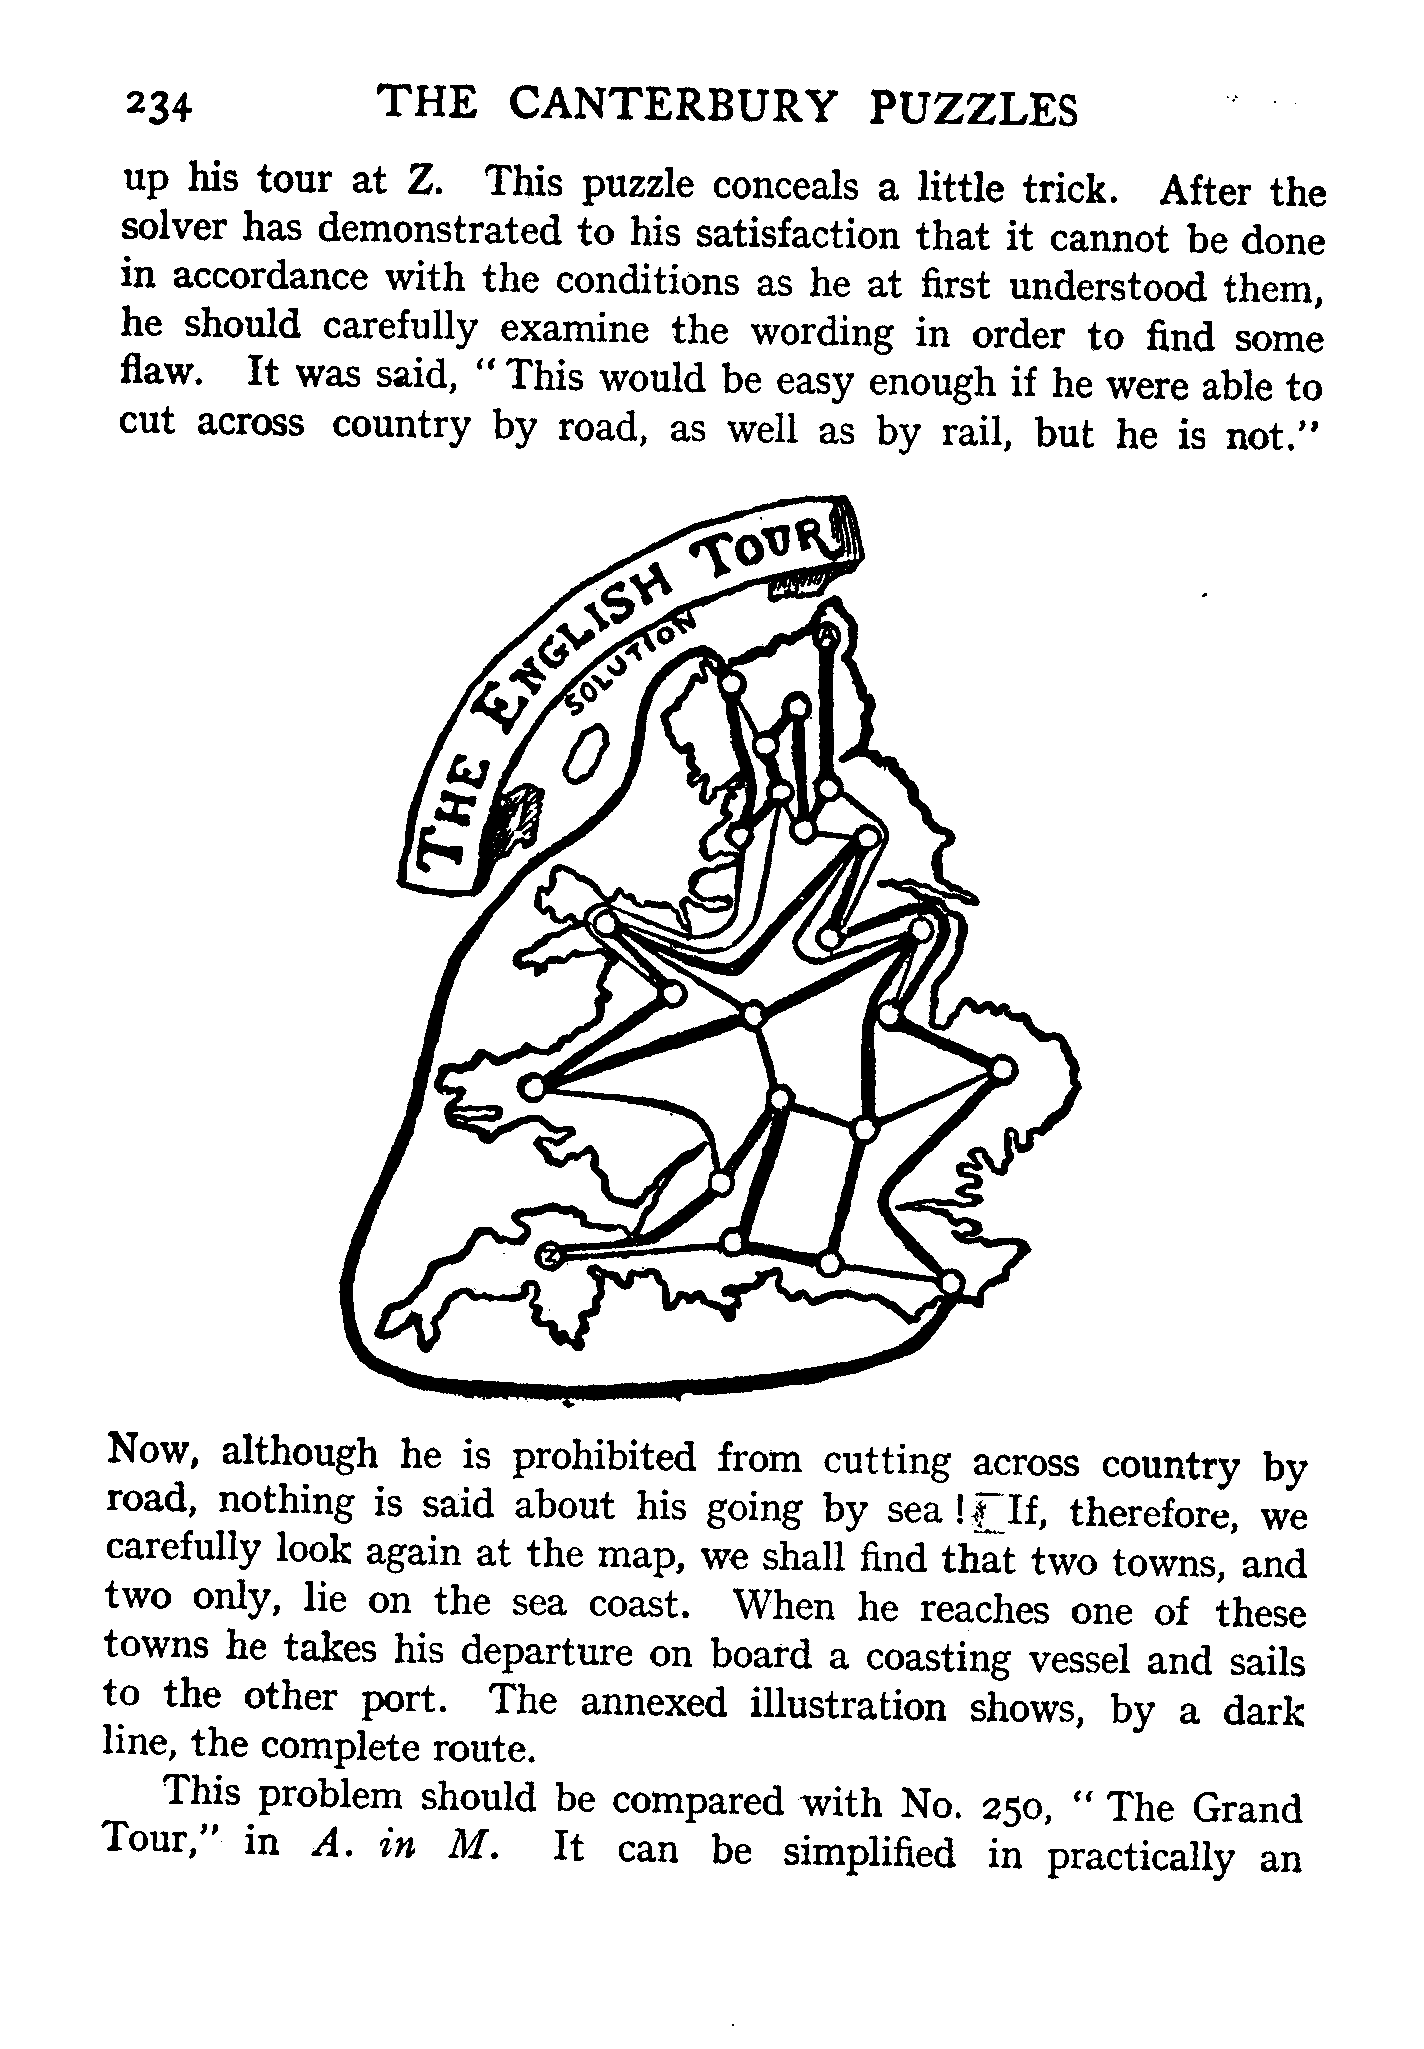 234 THE CANTERBURY PUZZLES
up his tour at Z. This puzzle conceals a little trick. After the
solver has demonstrated to his satisfaction that it cannot be done
in accordance with the conditions as he at first understood them,
he should carefully examine the wording in order to find some
flaw. It was said, “This would be easy enough if he were able to
cut across country by road, as well as by rail, but he is not.”
THE ENGLISH TOUR
SOLUTION
A
Z
Now, although he is prohibited from cutting across country by
road, nothing is said about his going by sea! If, therefore, we
carefully look again at the map, we shall find that two towns, and
two only, lie on the sea coast. When he reaches one of these
towns he takes his departure on board a coasting vessel and sails
to the other port. The annexed illustration shows, by a dark
line, the complete route.
This problem should be compared with No. 250, “The Grand
Tour,” in A. in M. It can be simplified in practically an